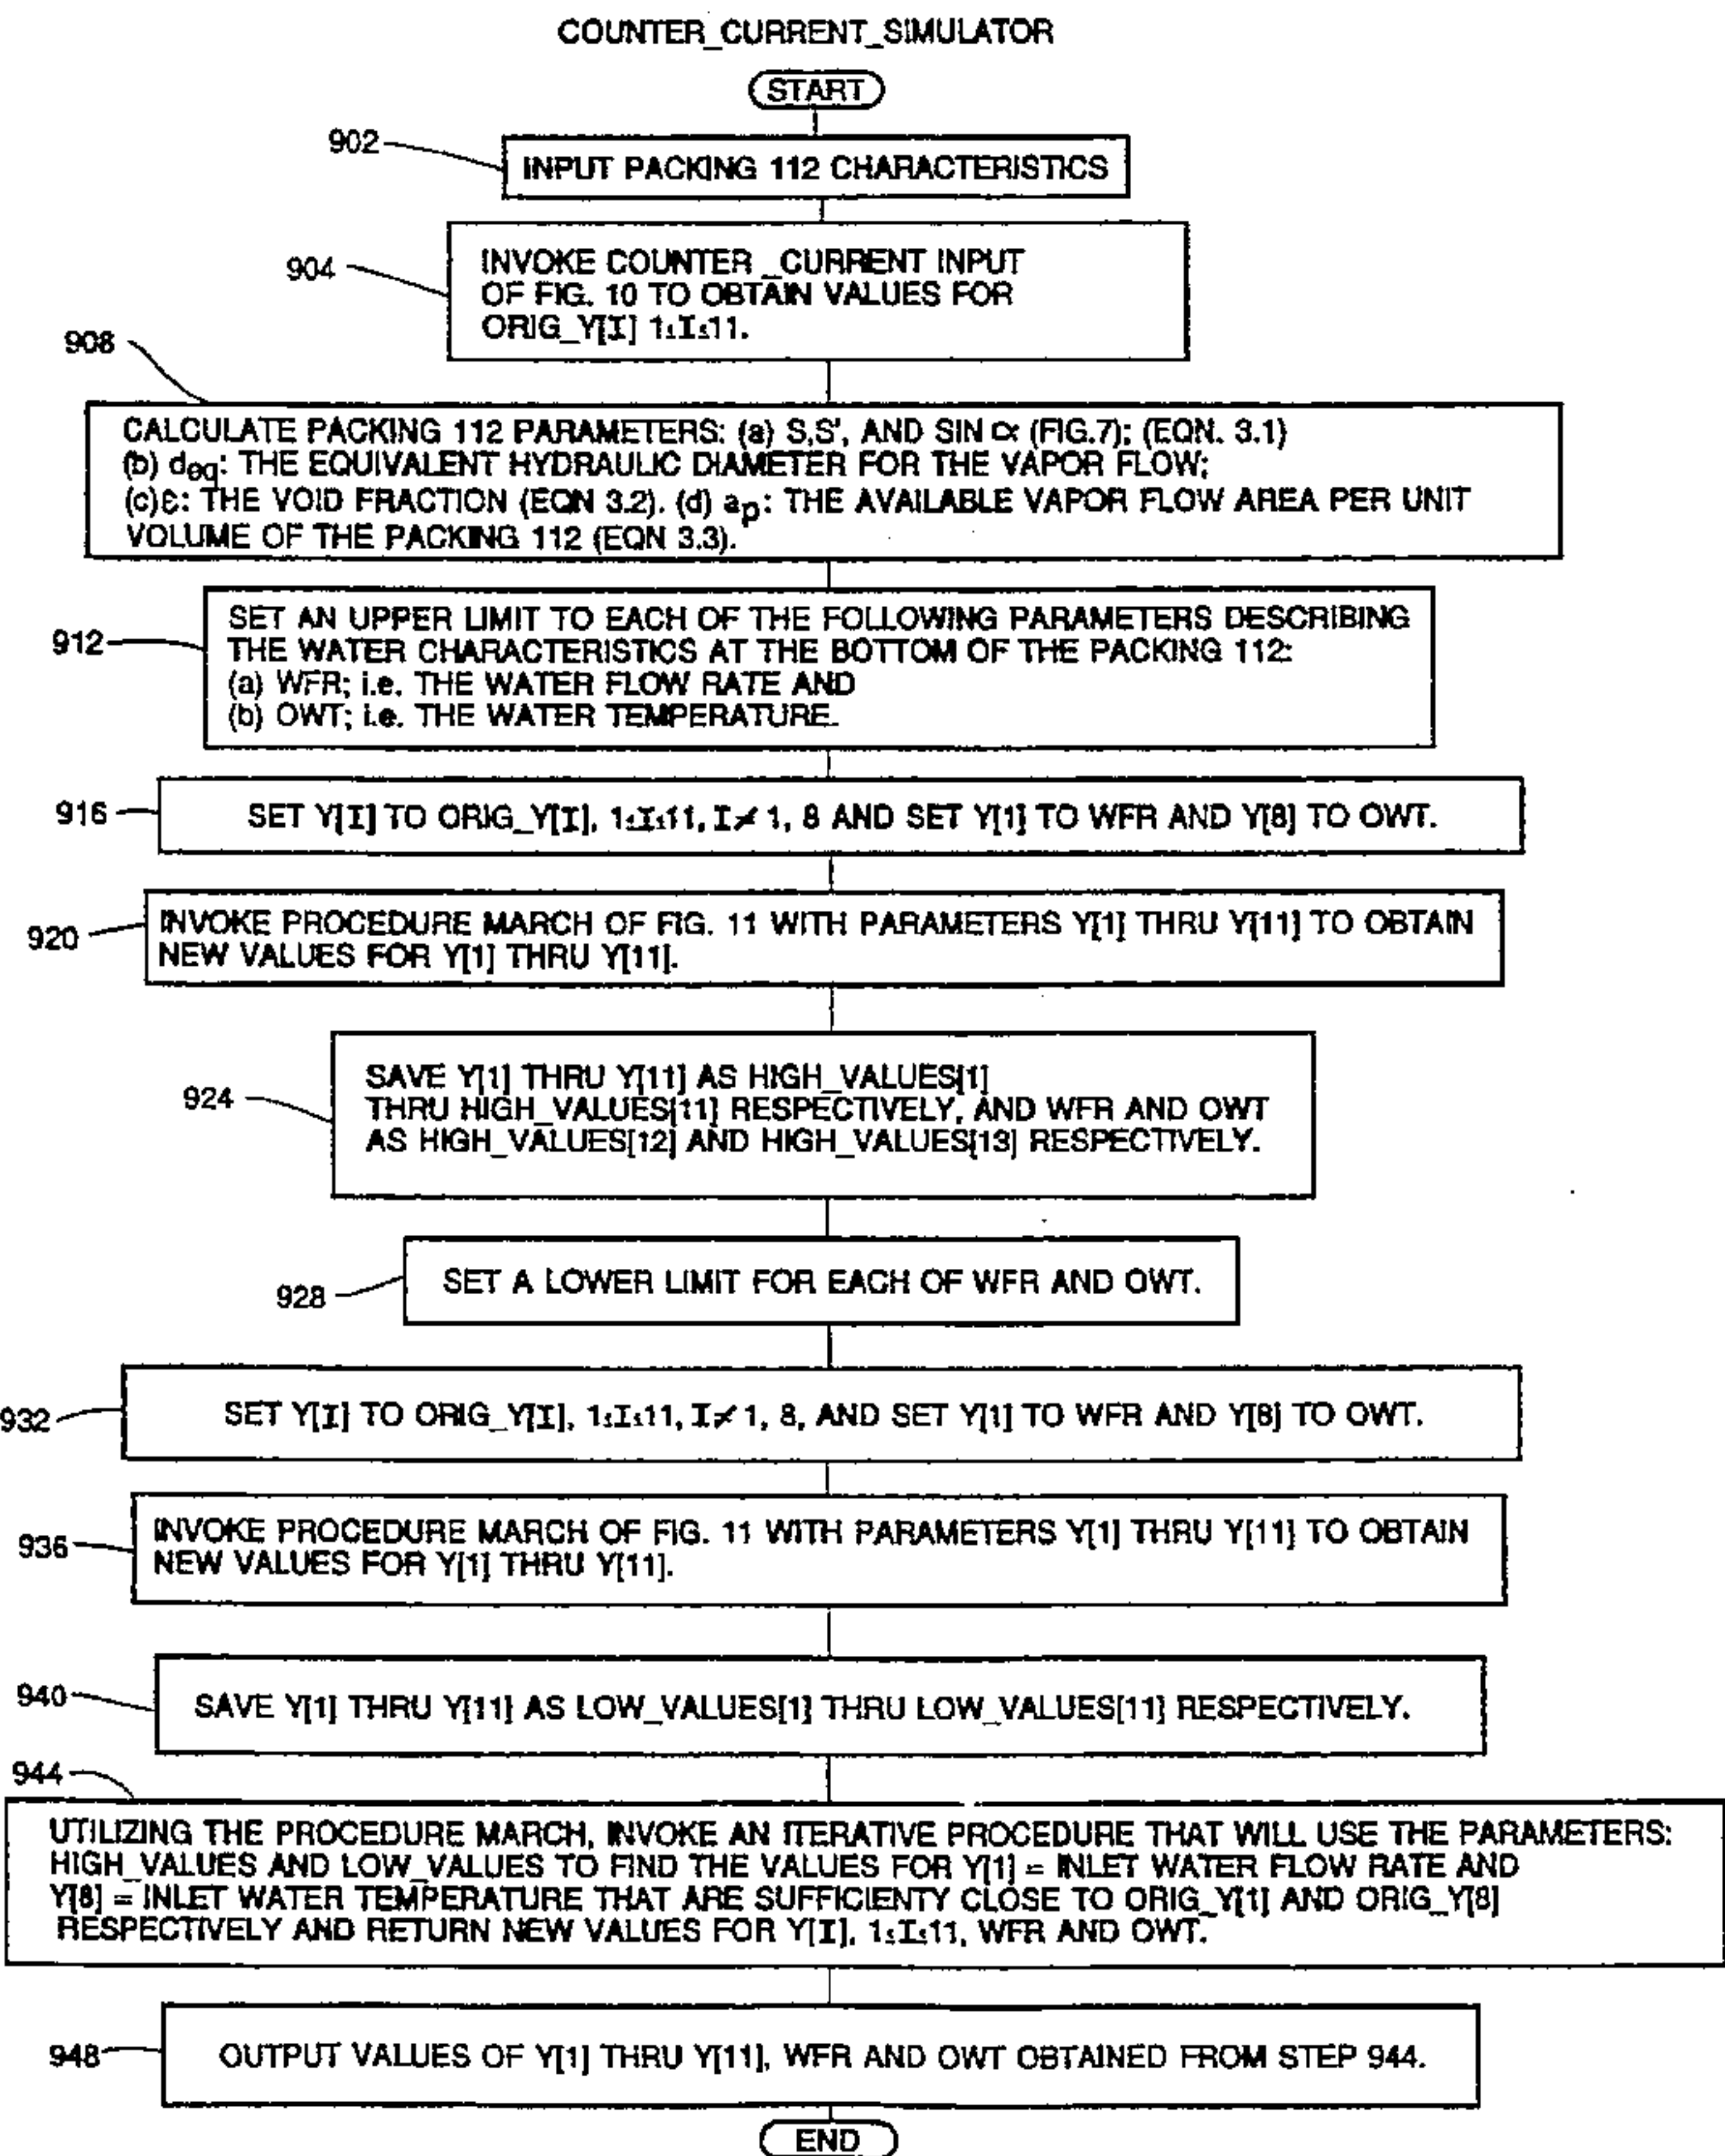 COUNTER_CURRENT_SIMULATOR
START
902
INPUT PACKING 112 CHARACTERISTICS
904
INVOKE COUNTER_CURRENT INPUT
OF FIG. 10 TO OBTAIN VALUES FOR
ORIG_Y[I] 1≤I≤11.
908
CALCULATE PACKING 112 PARAMETERS: (a) S,S', AND SIN ∝ (FIG.7); (EQN. 3.1)
(b) deq: THE EQUIVALENT HYDRAULIC DIAMETER FOR THE VAPOR FLOW;
(c)ε: THE VOID FRACTION (EQN 3.2). (d) ap: THE AVAILABLE VAPOR FLOW AREA PER UNIT
VOLUME OF THE PACKING 112 (EQN 3.3).
912
SET AN UPPER LIMIT TO EACH OF THE FOLLOWING PARAMETERS DESCRIBING
THE WATER CHARACTERISTICS AT THE BOTTOM OF THE PACKING 112:
(a) WFR; i.e. THE WATER FLOW RATE AND
(b) OWT; i.e. THE WATER TEMPERATURE.
916
SET Y[I] TO ORIG_Y[I], 1≤I≤11, I≠1, 8 AND SET Y[1] TO WFR AND Y[8] TO OWT.
920
INVOKE PROCEDURE MARCH OF FIG. 11 WITH PARAMETERS Y[1] THRU Y[11] TO OBTAIN
NEW VALUES FOR Y[1] THRU Y[11].
924
SAVE Y[1] THRU Y[11] AS HIGH_VALUES[1]
THRU HIGH_VALUES[11] RESPECTIVELY, AND WFR AND OWT
AS HIGH_VALUES[12] AND HIGH_VALUES[13] RESPECTIVELY.
928
SET A LOWER LIMIT FOR EACH OF WFR AND OWT.
932
SET Y[I] TO ORIG_Y[I], 1≤I≤11, I≠1, 8, AND SET Y[1] TO WFR AND Y[8] TO OWT.
936
INVOKE PROCEDURE MARCH OF FIG. 11 WITH PARAMETERS Y[1] THRU Y[11] TO OBTAIN
NEW VALUES FOR Y[1] THRU Y[11].
940
SAVE Y[1] THRU Y[11] AS LOW_VALUES[1] THRU LOW_VALUES[11] RESPECTIVELY.
944
UTILIZING THE PROCEDURE MARCH, INVOKE AN ITERATIVE PROCEDURE THAT WILL USE THE PARAMETERS:
HIGH_VALUES AND LOW_VALUES TO FIND THE VALUES FOR Y[1] = INLET WATER FLOW RATE AND
Y[8] = INLET WATER TEMPERATURE THAT ARE SUFFICIENTY CLOSE TO ORIG_Y[1] AND ORIG_Y[8]
RESPECTIVELY AND RETURN NEW VALUES FOR Y[I], 1≤I≤11, WFR AND OWT.
948
OUTPUT VALUES OF Y[1] THRU Y[11], WFR AND OWT OBTAINED FROM STEP 944.
END